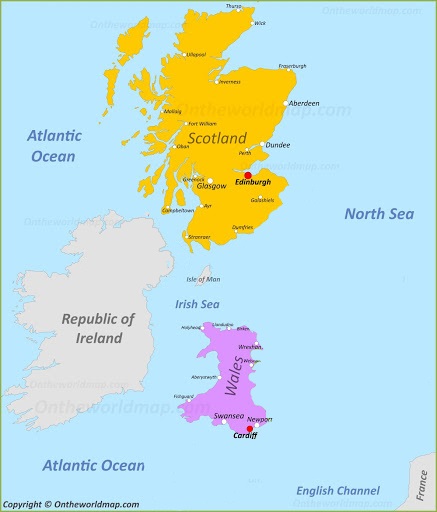 Ontheworldmap.com
Thurso
Wick
Ullapool
Fraserburgh
Inverness
Aberdeen
Ontheworldmap.com
Mallaig
Fort William
Scotland
Atlantic
Ocean
Dundee
Oban
Perth
Edinburgh
Greenock
Glasgow
Galashiels
Campbeltown
Ayr
North Sea
Ontheworldmap.com
Dumfries
Stranraer
Isle of Man
Irish Sea
Republic of
Ireland
Holyhead
Llandudno
Wrexham
Wales
Aberystwyth
Fishguard
Ontheworldmap.com
Swansea
Newport
Cardiff
Atlantic Ocean
English Channel
France
Copyright © Ontheworldmap.com